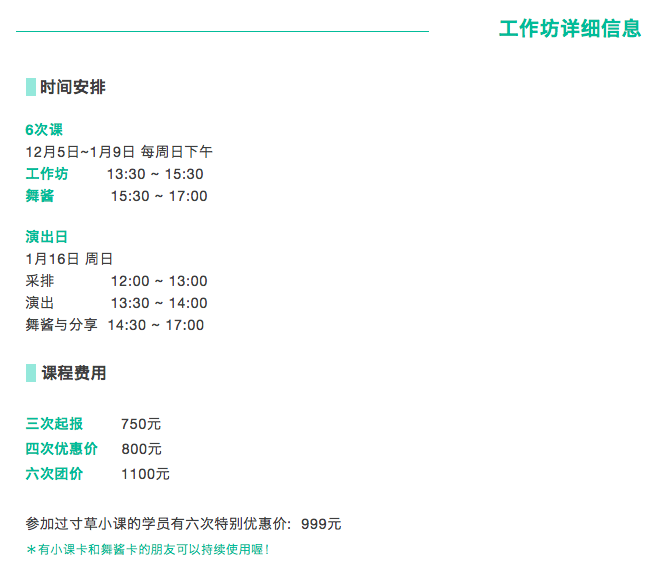 工作坊详细信息
时间安排
6次课
12月5日~1月9日 每周日下午
工作坊 13:30 ~ 15:30
舞酱 15:30 ~ 17:00
演出日
1月16日 周日
采排 12:00 ~ 13:00
演出 13:30 ~ 14:00
舞酱与分享 14:30 ~ 17:00
课程费用
三次起报 750元
四次优惠价 800元
六次团价 1100元
参加过寸草小课的学员有六次特别优惠价: 999元
＊有小课卡和舞酱卡的朋友可以持续使用喔!